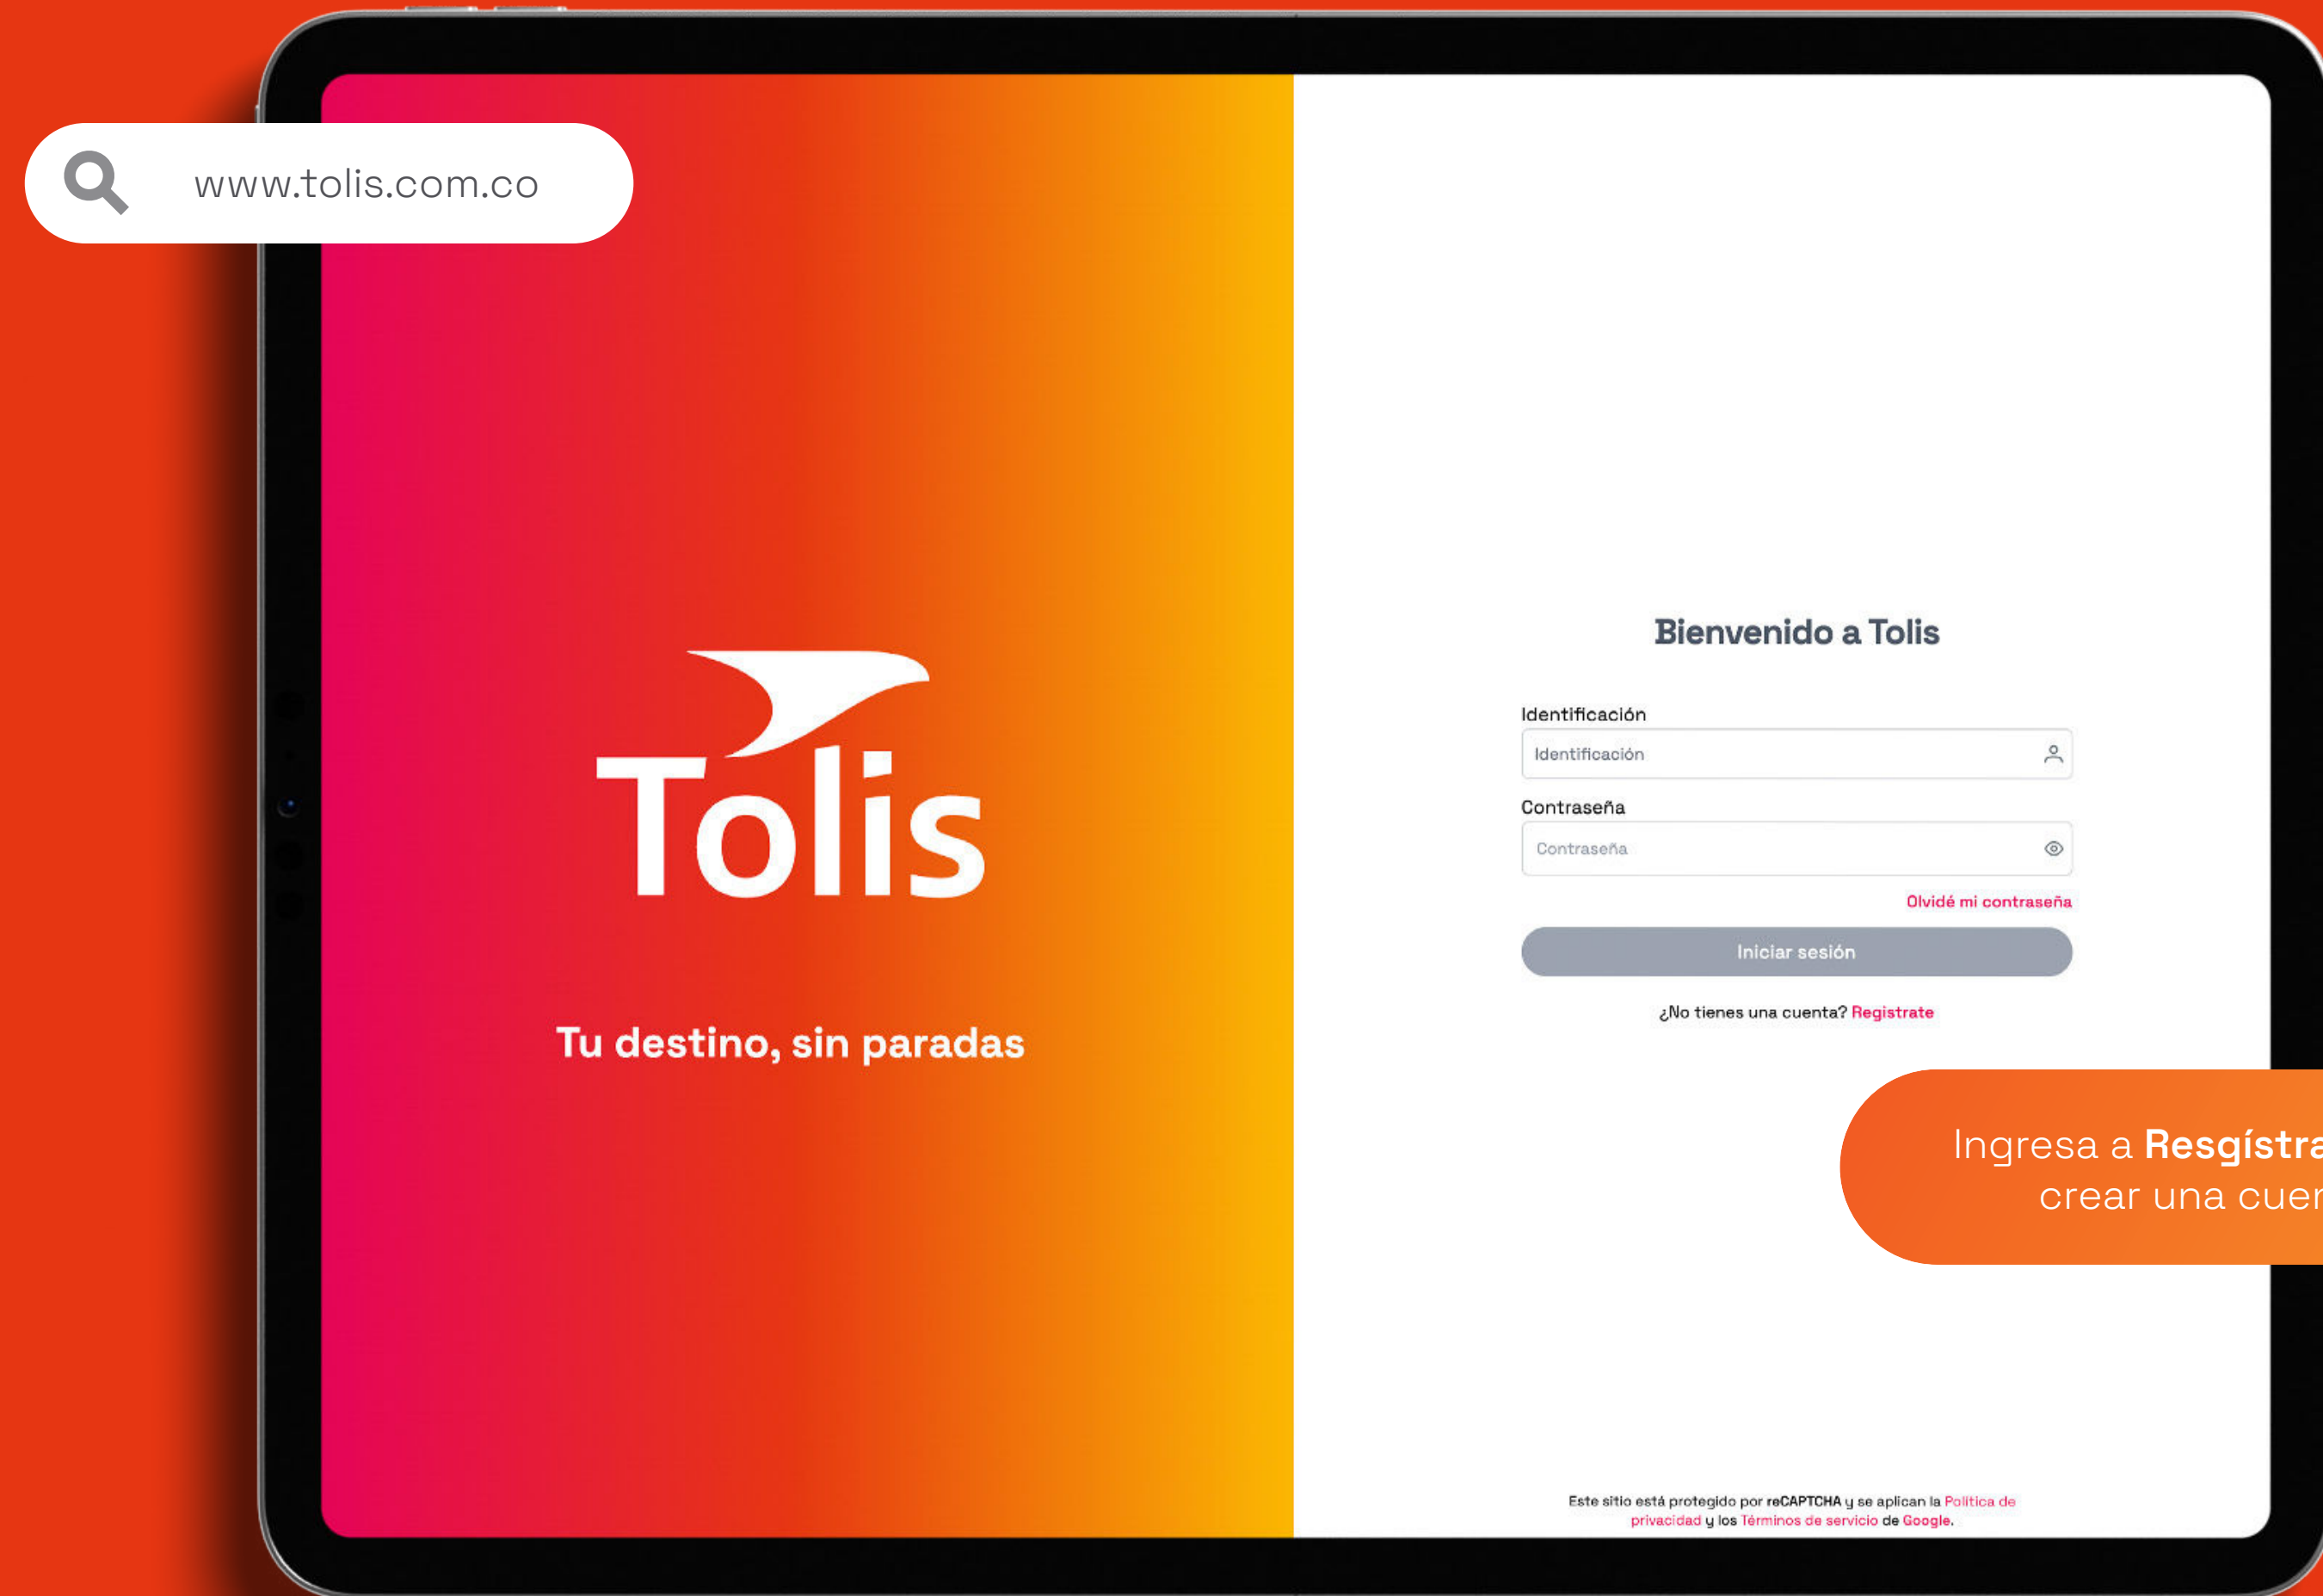 www.tolis.com.co
Tolis
Tu destino, sin paradas
Bienvenido a Tolis
Identificación
Identificación
Contraseña
Contraseña
Olvidé mi contraseña
Iniciar sesión
¿No tienes una cuenta? Registrate
Ingresa a
crear una
Este sitio está protegido por reCAPTCHA y se aplican la Política de
privacidad y los Términos de servicio de Google.